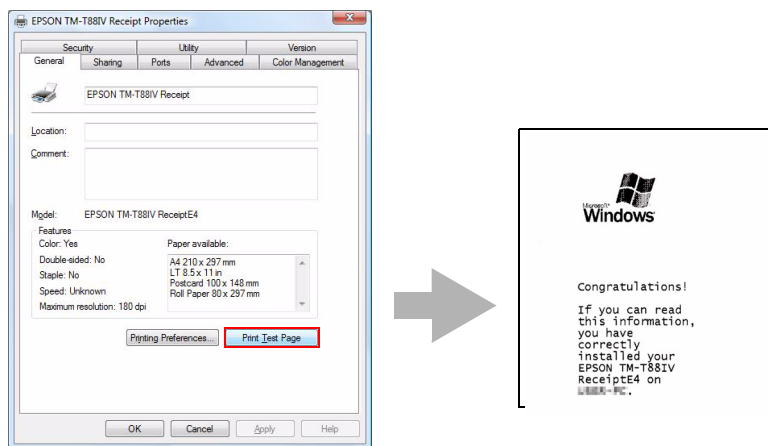 EPSON TM-T88IV Receipt Properties
Security Utility Version
General Sharing Ports Advanced Color Management
EPSON TM-T88IV Receipt
Location:
Comment:
Model: EPSON TM-T88IV ReceiptE4
Features
Color: Yes
Double-sided: No
Staple: No
Speed: Unknown
Maximum resolution: 180 dpi
Paper available:
A4 210 x 297 mm
LT 8.5 x 11 in
Postcard 100 x 148 mm
Roll Paper 80 x 297 mm
Printing Preferences... Print Test Page
OK Cancel Apply Help
Microsoft
Windows
Congratulations!
If you can read
this information,
you have
correctly
installed your
EPSON TM-T88IV
ReceiptE4 on